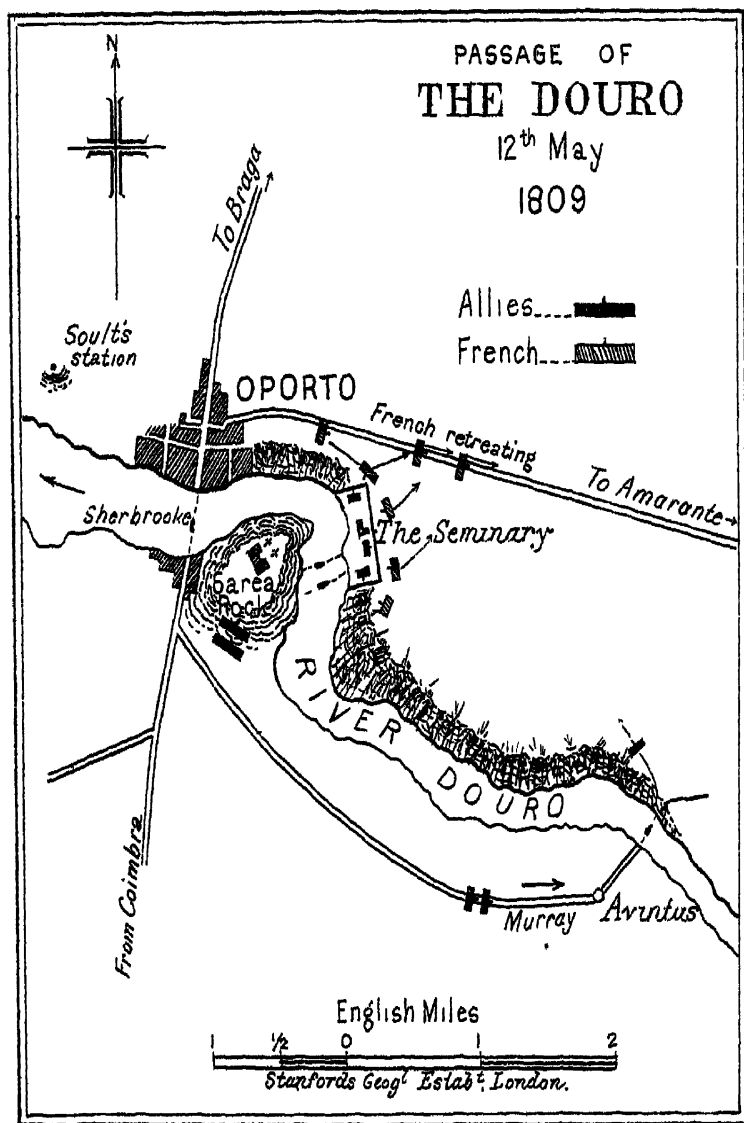 N
PASSAGE OF
THE DOURO
12th May
1809
To Braga
Allies
French
Soult's
station
OPORTO
French retreating
To Amarante
Sherbrooke
The Seminary
Sarea
Rock
RIVER DOURO
From Coimbra
Murray
Avintus
English Miles
1 ½ 0 1 2
Stanfords Geogl Estabt, London.